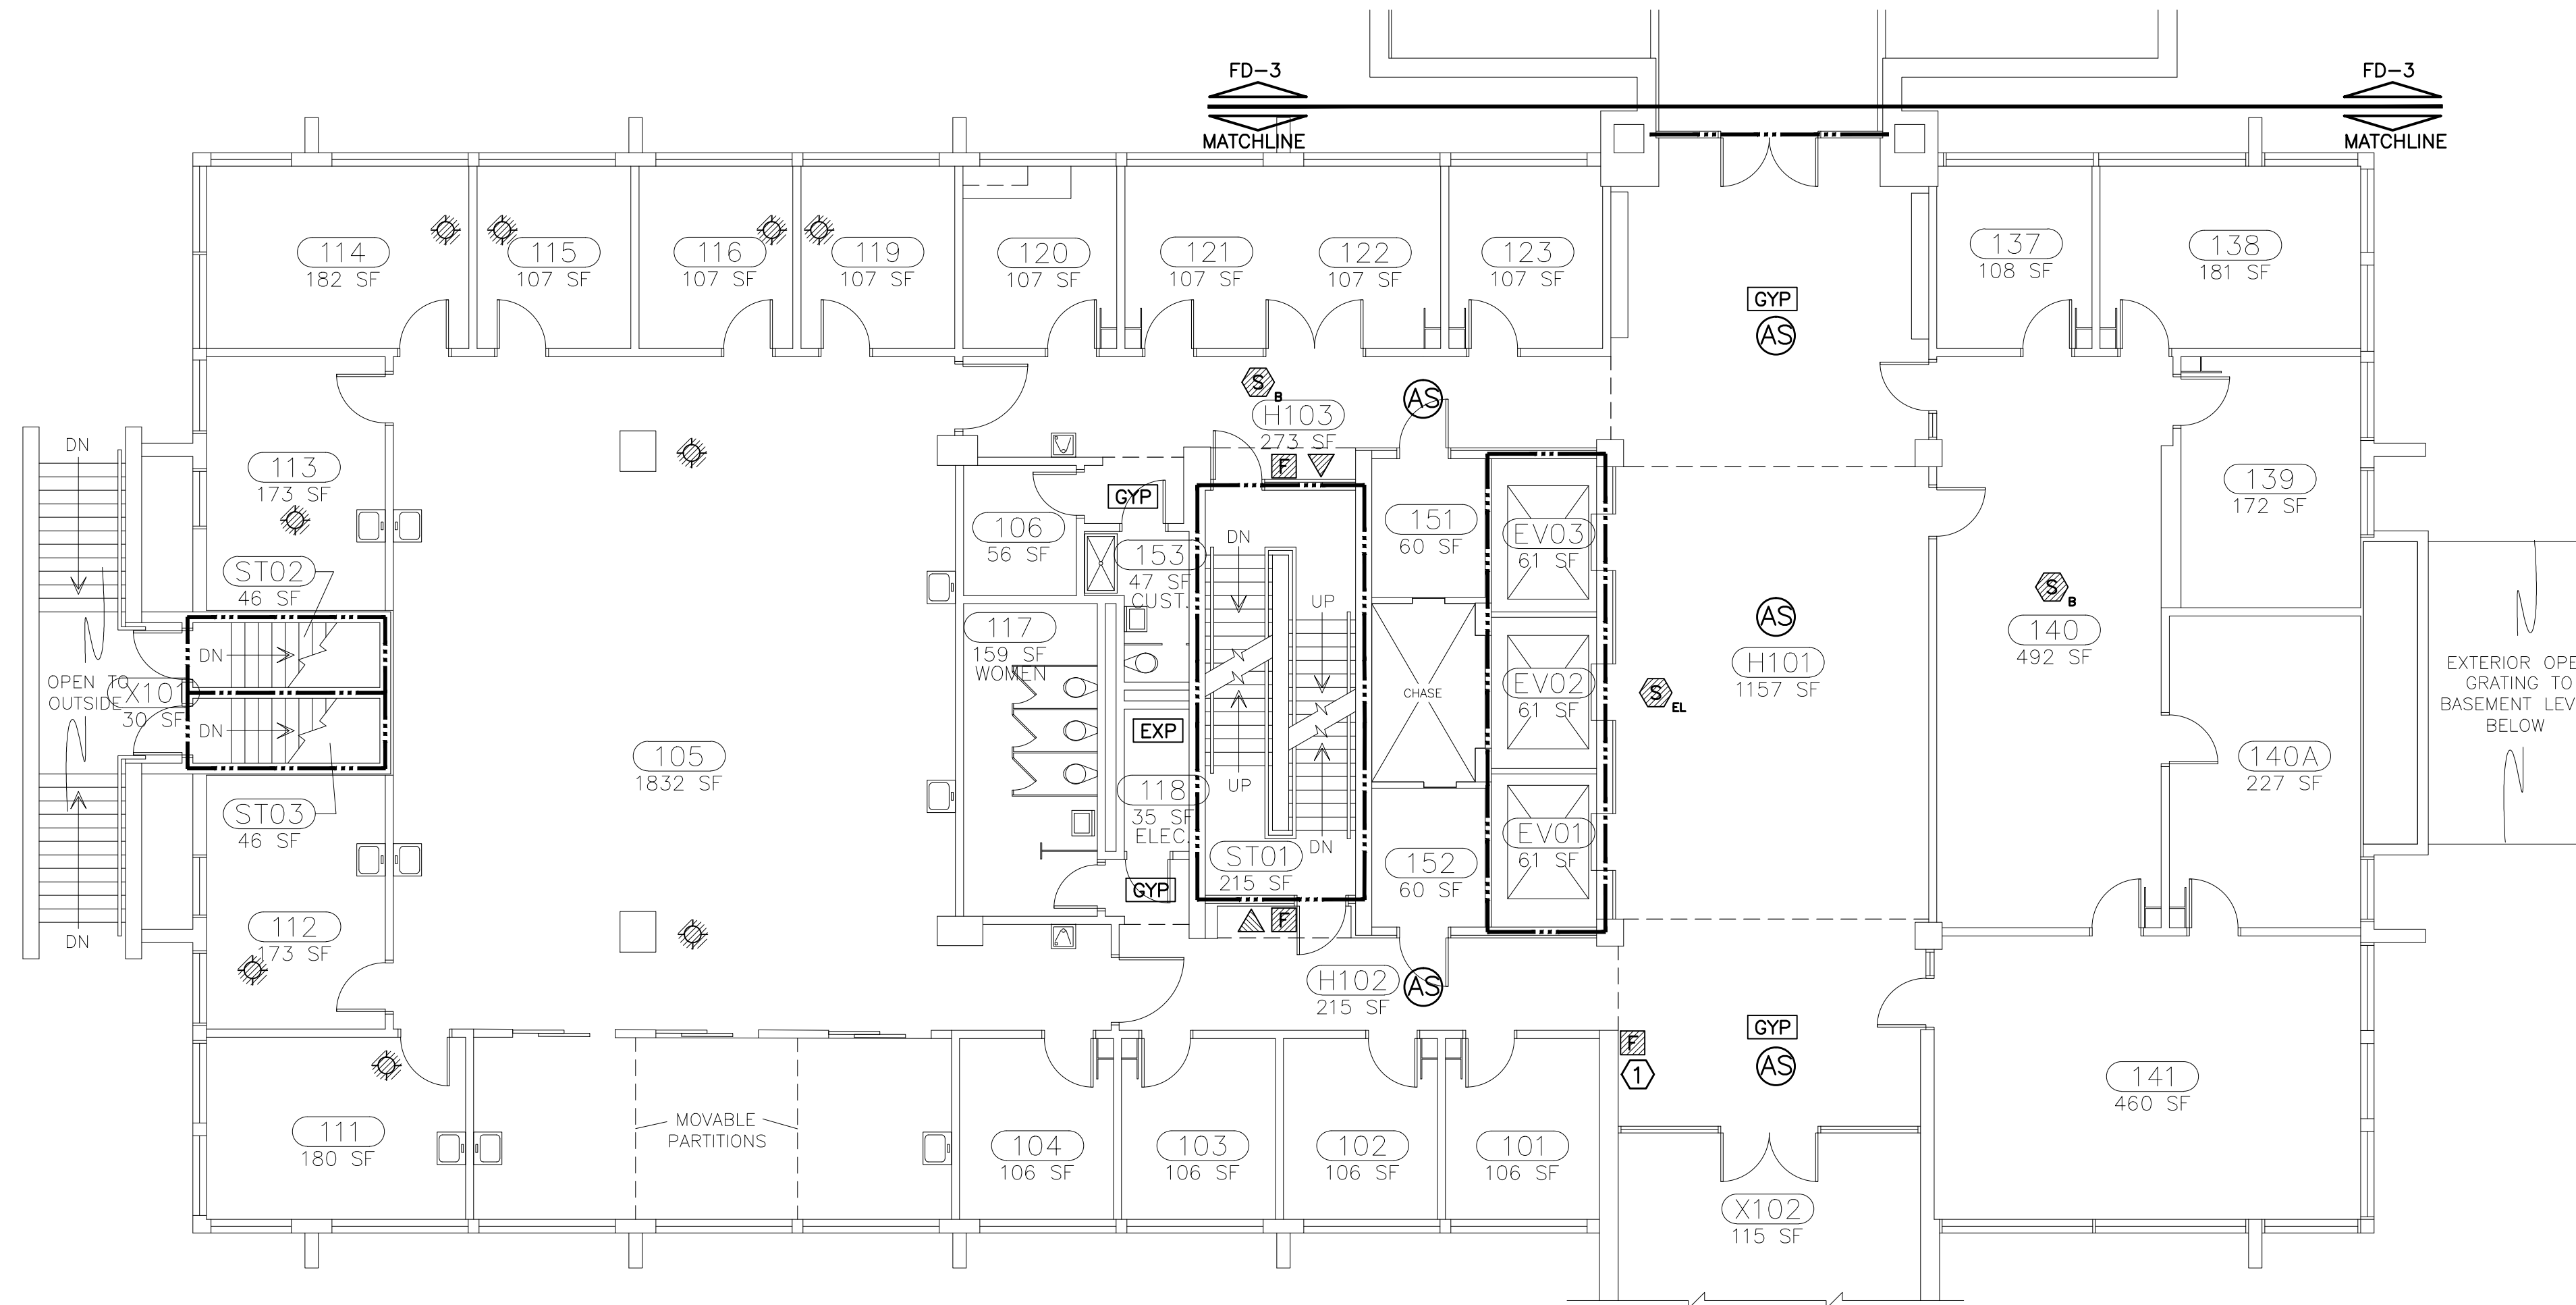 FD-3
FD-3
MATCHLINE
MATCHLINE
114
182 SF
115
107 SF
116
107 SF
119
107 SF
120
107 SF
121
107 SF
122
107 SF
123
107 SF
137
108 SF
138
181 SF
GYP
AS
S
B
AS
H103
273 SF
F
DN
113
173 SF
GYP
106
56 SF
153
47 SF
CUST.
DN
UP
151
60 SF
EV03
61 SF
139
172 SF
ST02
46 SF
S
B
AS
140
492 SF
117
159 SF
WOMEN
DN
OPEN TO
OUTSIDE
X101
30 SF
DN
CHASE
EV02
61 SF
H101
1157 SF
S
EL
EXTERIOR OPE
GRATING TO
BASEMENT LEV
BELOW
105
1832 SF
EXP
140A
227 SF
118
35 SF
ELEC.
UP
DN
ST03
46 SF
EV01
61 SF
ST01
215 SF
152
60 SF
GYP
F
112
173 SF
DN
H102
215 SF
AS
GYP
AS
F
1
111
180 SF
MOVABLE
PARTITIONS
104
106 SF
103
106 SF
102
106 SF
101
106 SF
141
460 SF
X102
115 SF